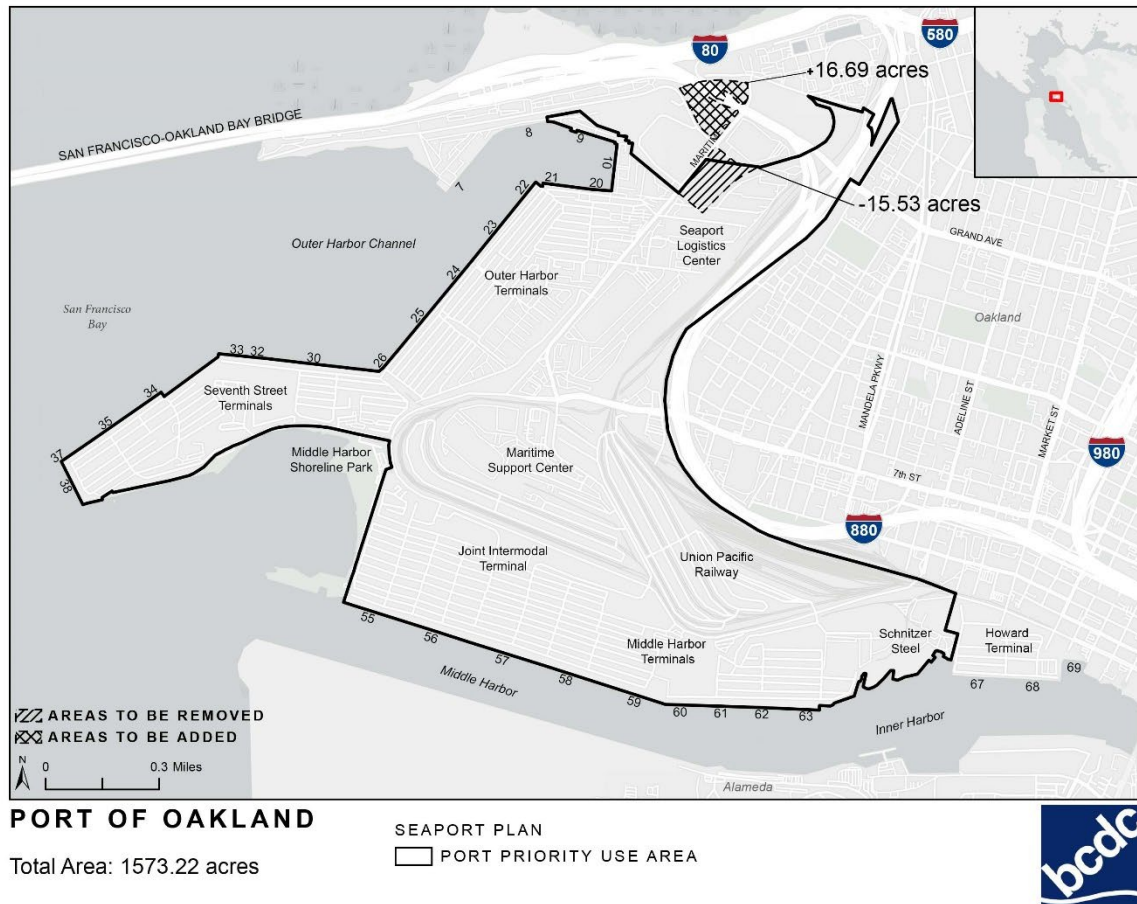 580
80
+16.69 acres
SAN FRANCISCO-OAKLAND BAY BRIDGE
8
9
10
MARITIME
7
22
21
20
-15.53 acres
23
Seaport
Logistics
Center
GRAND AVE
Outer Harbor Channel
24
Outer Harbor
Terminals
San Francisco
Bay
25
Oakland
33
32
30
26
34
Seventh Street
Terminals
MANDELA PKWY
ADELINE ST
MARKET ST
35
37
38
Middle Harbor
Shoreline Park
Maritime
Support Center
980
7TH ST
880
Joint Intermodal
Terminal
Union Pacific
Railway
55
56
57
58
59
60
61
62
63
Middle Harbor
Middle Harbor
Terminals
Schnitzer
Steel
Howard
Terminal
67
68
69
Inner Harbor
AREAS TO BE REMOVED
AREAS TO BE ADDED
N
0
0.3 Miles
Alameda
PORT OF OAKLAND
Total Area: 1573.22 acres
SEAPORT PLAN
PORT PRIORITY USE AREA
bcdc